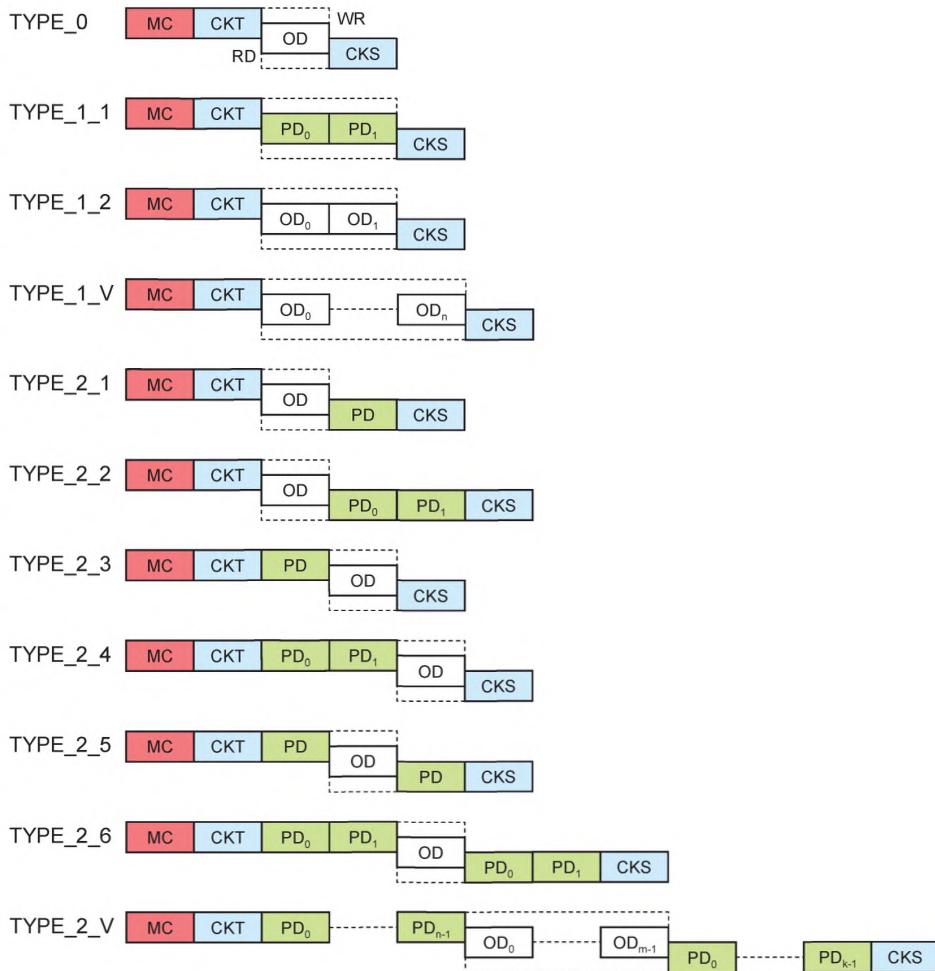 TYPE_0 MC CKT OD WR
RD CKS
TYPE_1_1 MC CKT PD₀ PD₁ CKS
TYPE_1_2 MC CKT OD₀ OD₁ CKS
TYPE_1_V MC CKT OD₀ ODₙ CKS
TYPE_2_1 MC CKT OD PD CKS
TYPE_2_2 MC CKT OD PD₀ PD₁ CKS
TYPE_2_3 MC CKT PD OD CKS
TYPE_2_4 MC CKT PD₀ PD₁ OD CKS
TYPE_2_5 MC CKT PD OD PD CKS
TYPE_2_6 MC CKT PD₀ PD₁ OD PD₀ PD₁ CKS
TYPE_2_V MC CKT PD₀ PDₙ₋₁ OD₀ ODₘ₋₁ PD₀ PDₖ₋₁ CKS